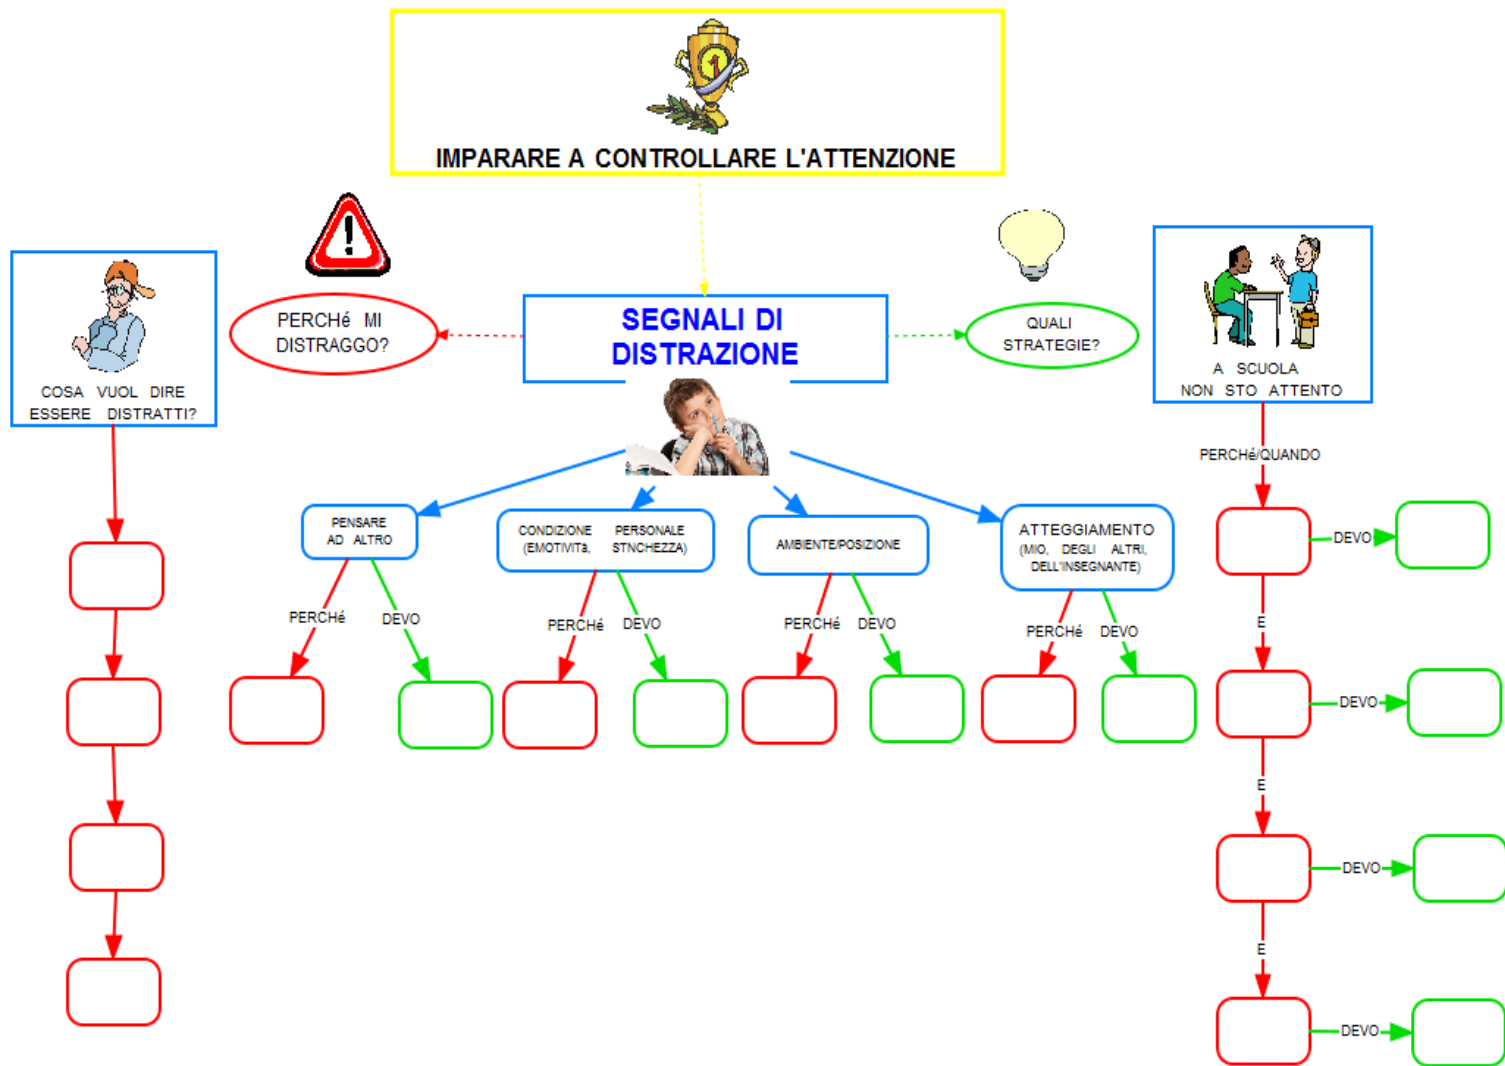 IMPARARE A CONTROLLARE L'ATTENZIONE
COSA VUOL DIRE
ESSERE DISTRATTI?
PERCHé MI
DISTRAGGO?
SEGNALI DI
DISTRAZIONE
QUALI
STRATEGIE?
A SCUOLA
NON STO ATTENTO
PERCHé/QUANDO
PENSARE
AD ALTRO
CONDIZIONE PERSONALE
(EMOTIVITà, STNCHEZZA)
AMBIENTE/POSIZIONE
ATTEGGIAMENTO
(MIO, DEGLI ALTRI,
DELL'INSEGNANTE)
PERCHé
DEVO
PERCHé
DEVO
PERCHé
DEVO
PERCHé
DEVO
DEVO
E
DEVO
E
DEVO
E
DEVO